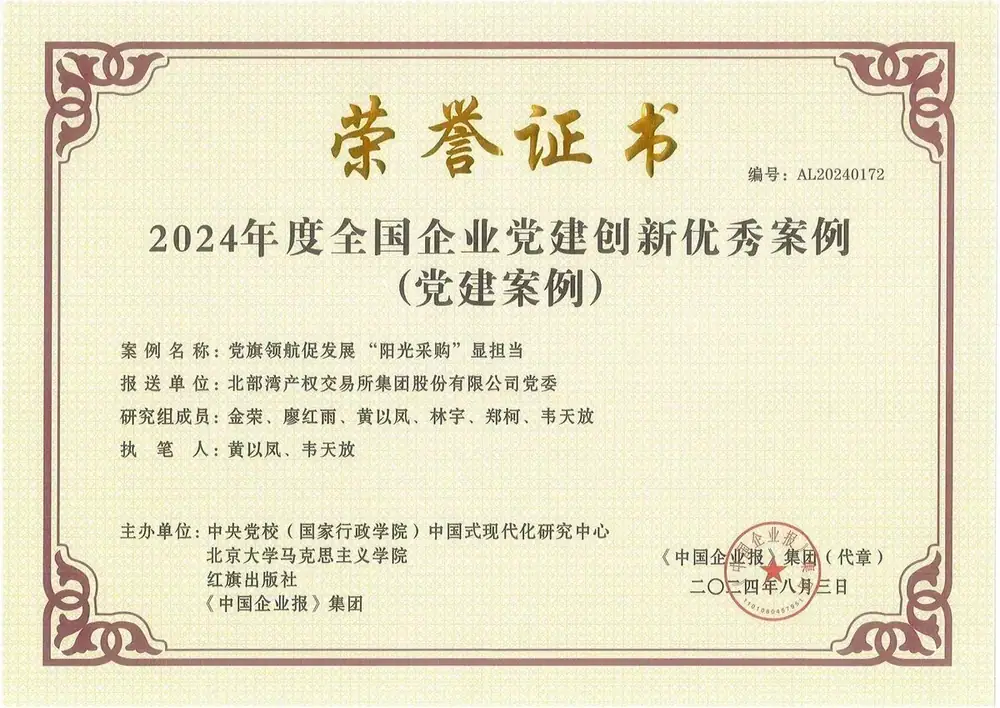 荣誉证书
编号：AL20240172
2024年度全国企业党建创新优秀案例
（党建案例）
案例名称：党旗领航促发展“阳光采购”显担当
报送单位：北部湾产权交易所集团股份有限公司党委
研究组成员：金荣、廖红雨、黄以凤、林宇、郑柯、韦天放
执笔人：黄以凤、韦天放
主办单位：中央党校（国家行政学院）中国式现代化研究中心
北京大学马克思主义学院
红旗出版社
《中国企业报》集团
《中国企业报》集团（代章）
二〇二四年八月三日